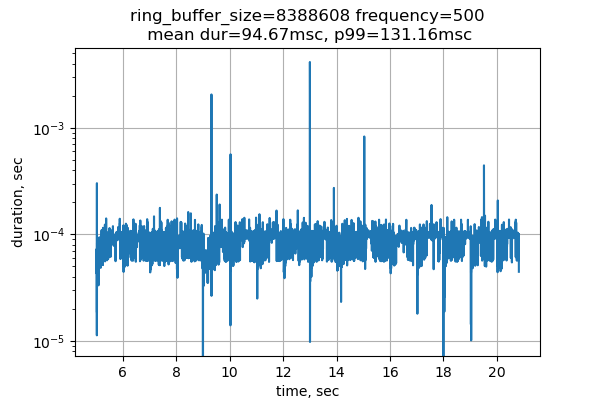 ring_buffer_size=8388608 frequency=500
mean dur=94.67msc, p99=131.16msc
duration, sec
10⁻³
10⁻⁴
10⁻⁵
6 8 10 12 14 16 18 20
time, sec